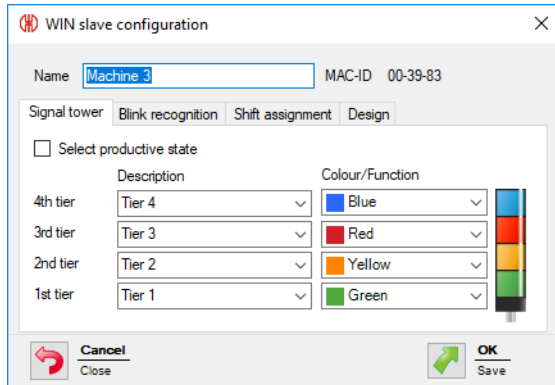 WIN slave configuration
Name Machine 3 MAC-ID 00-39-83
Signal tower Blink recognition Shift assignment Design
Select productive state
Description Colour/Function
4th tier Tier 4 Blue
3rd tier Tier 3 Red
2nd tier Tier 2 Yellow
1st tier Tier 1 Green
Cancel OK
Close Save